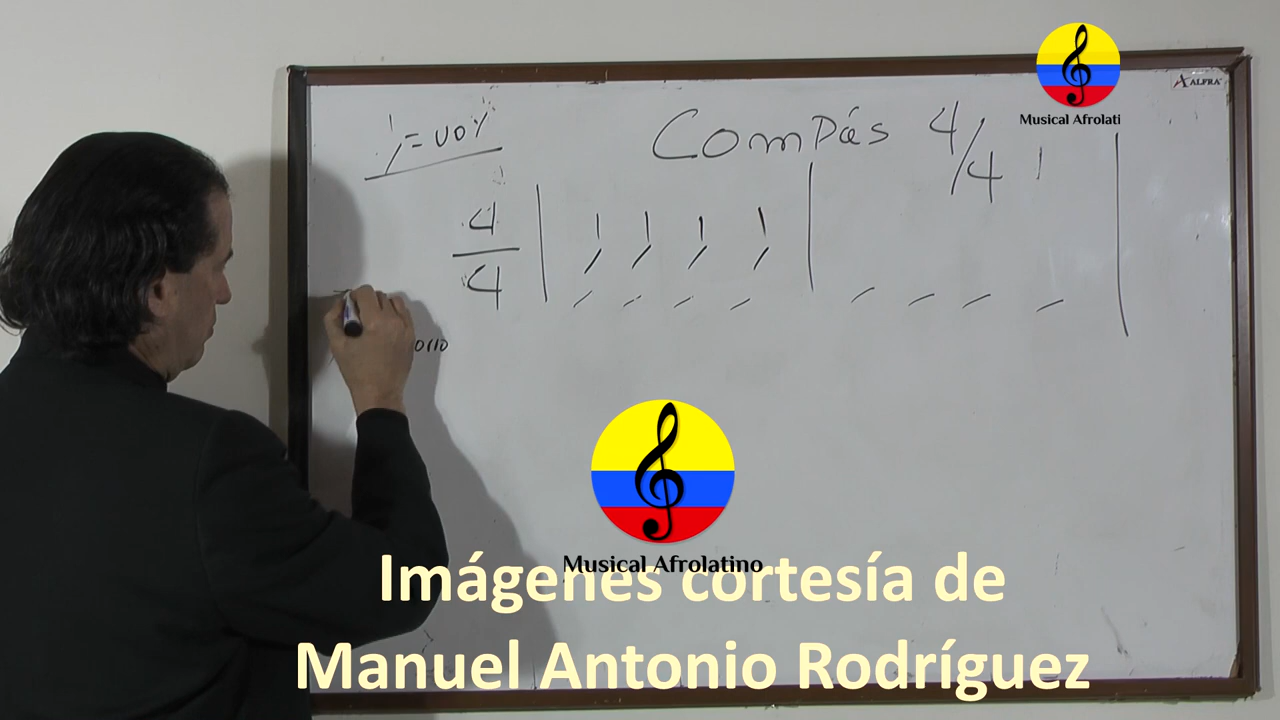 ALFRA
Musical Afrolati
Compás 4/4
= voy
4
4
Musical Afrolatino
Imágenes cortesía de
Manuel Antonio Rodríguez